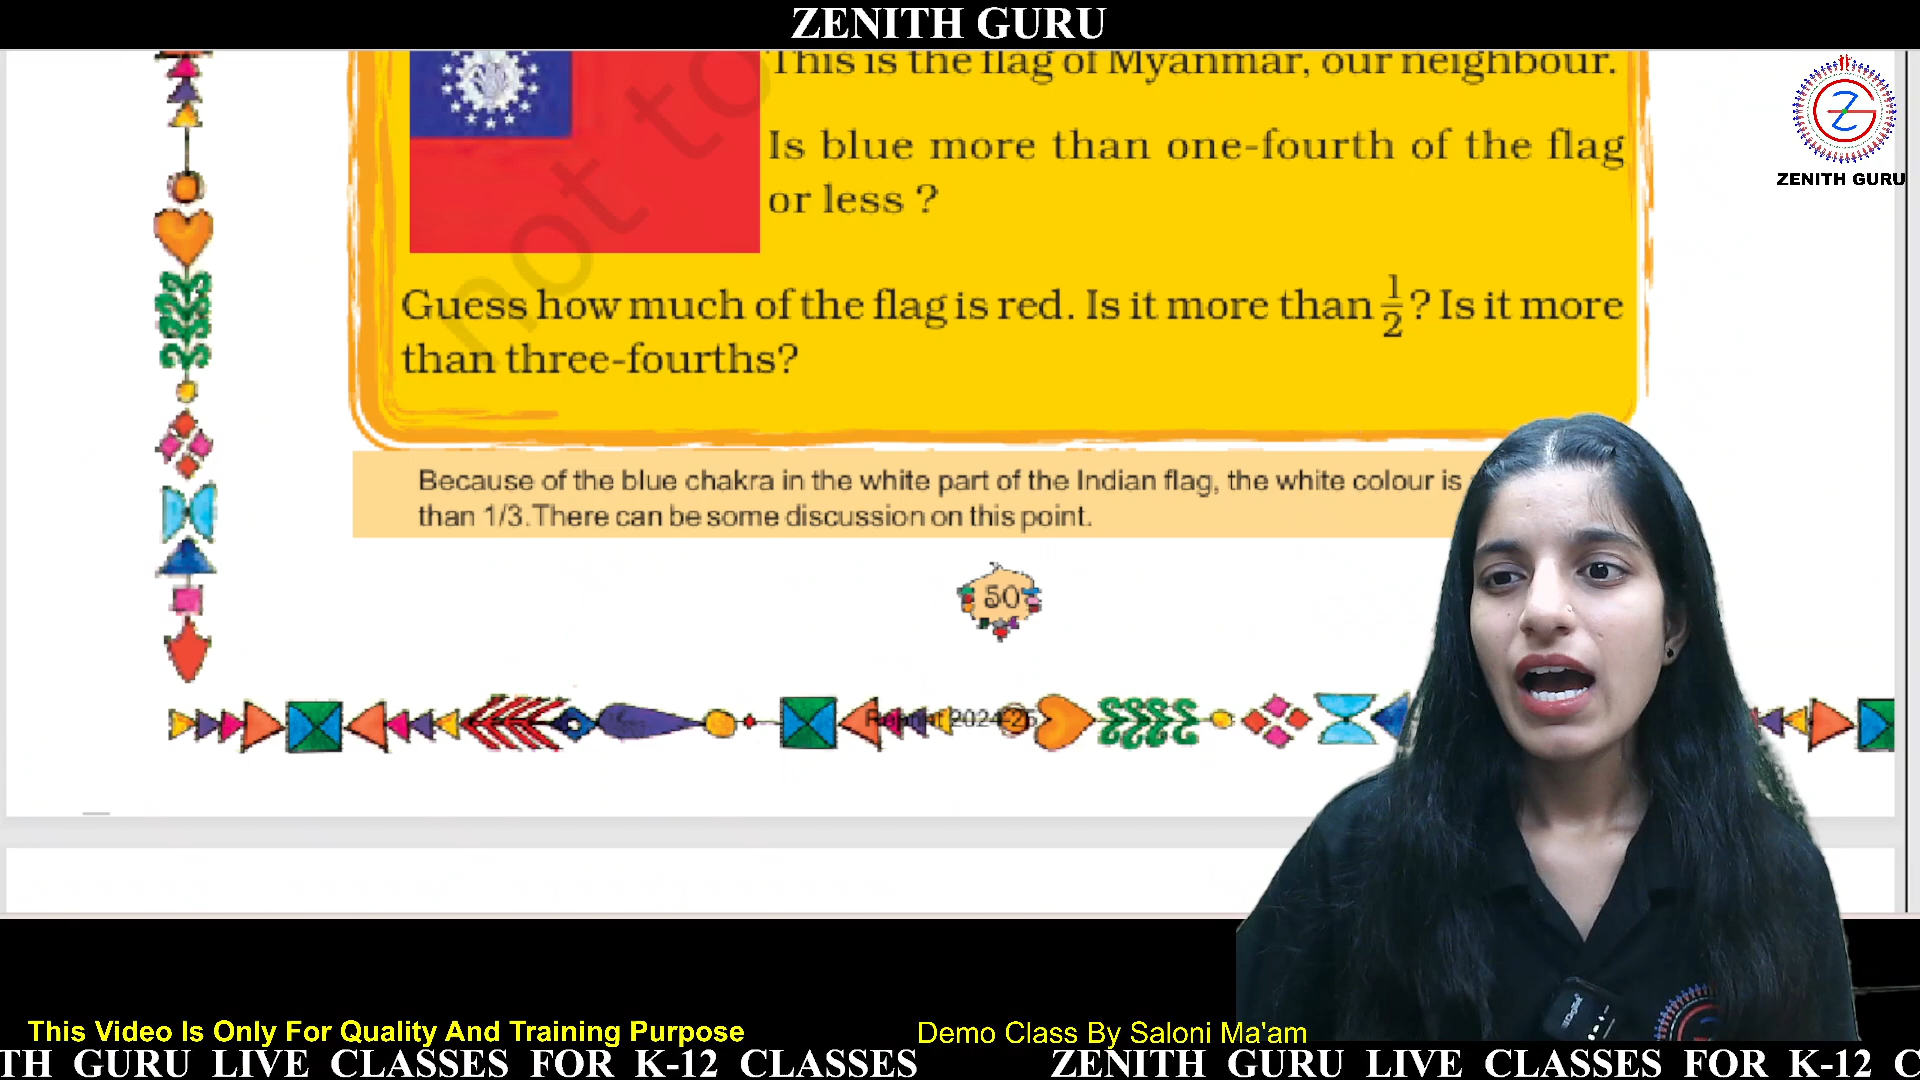 ZENITH GURU
This is the flag of Myanmar, our neighbour.
Is blue more than one-fourth of the flag
or less ?
not to
Guess how much of the flag is red. Is it more than 1/2? Is it more
than three-fourths?
Because of the blue chakra in the white part of the Indian flag, the white colour is
than 1/3.There can be some discussion on this point.
50
Reprint 2024-25
ZENITH GURU
This Video Is Only For Quality And Training Purpose
Demo Class By Saloni Ma'am
TH GURU LIVE CLASSES FOR K-12 CLASSES
ZENITH GURU LIVE CLASSES FOR K-12 C